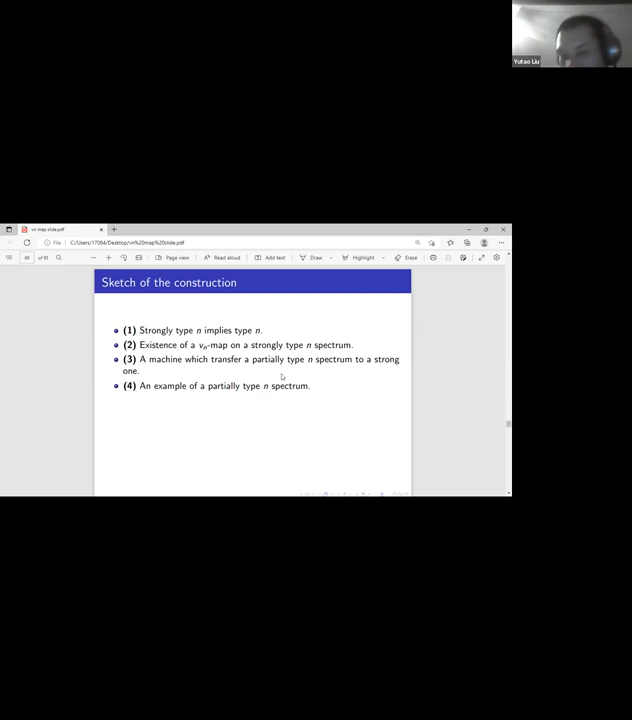 Yutao Liu
vn map slide.pdf
File
C:/Users/17084/Desktop/vn%20map%20slide.pdf
of 95
Page view
Read aloud
Add text
Draw
Highlight
Erase
Sketch of the construction
(1) Strongly type n implies type n.
(2) Existence of a vn-map on a strongly type n spectrum.
(3) A machine which transfer a partially type n spectrum to a strong
one.
(4) An example of a partially type n spectrum.